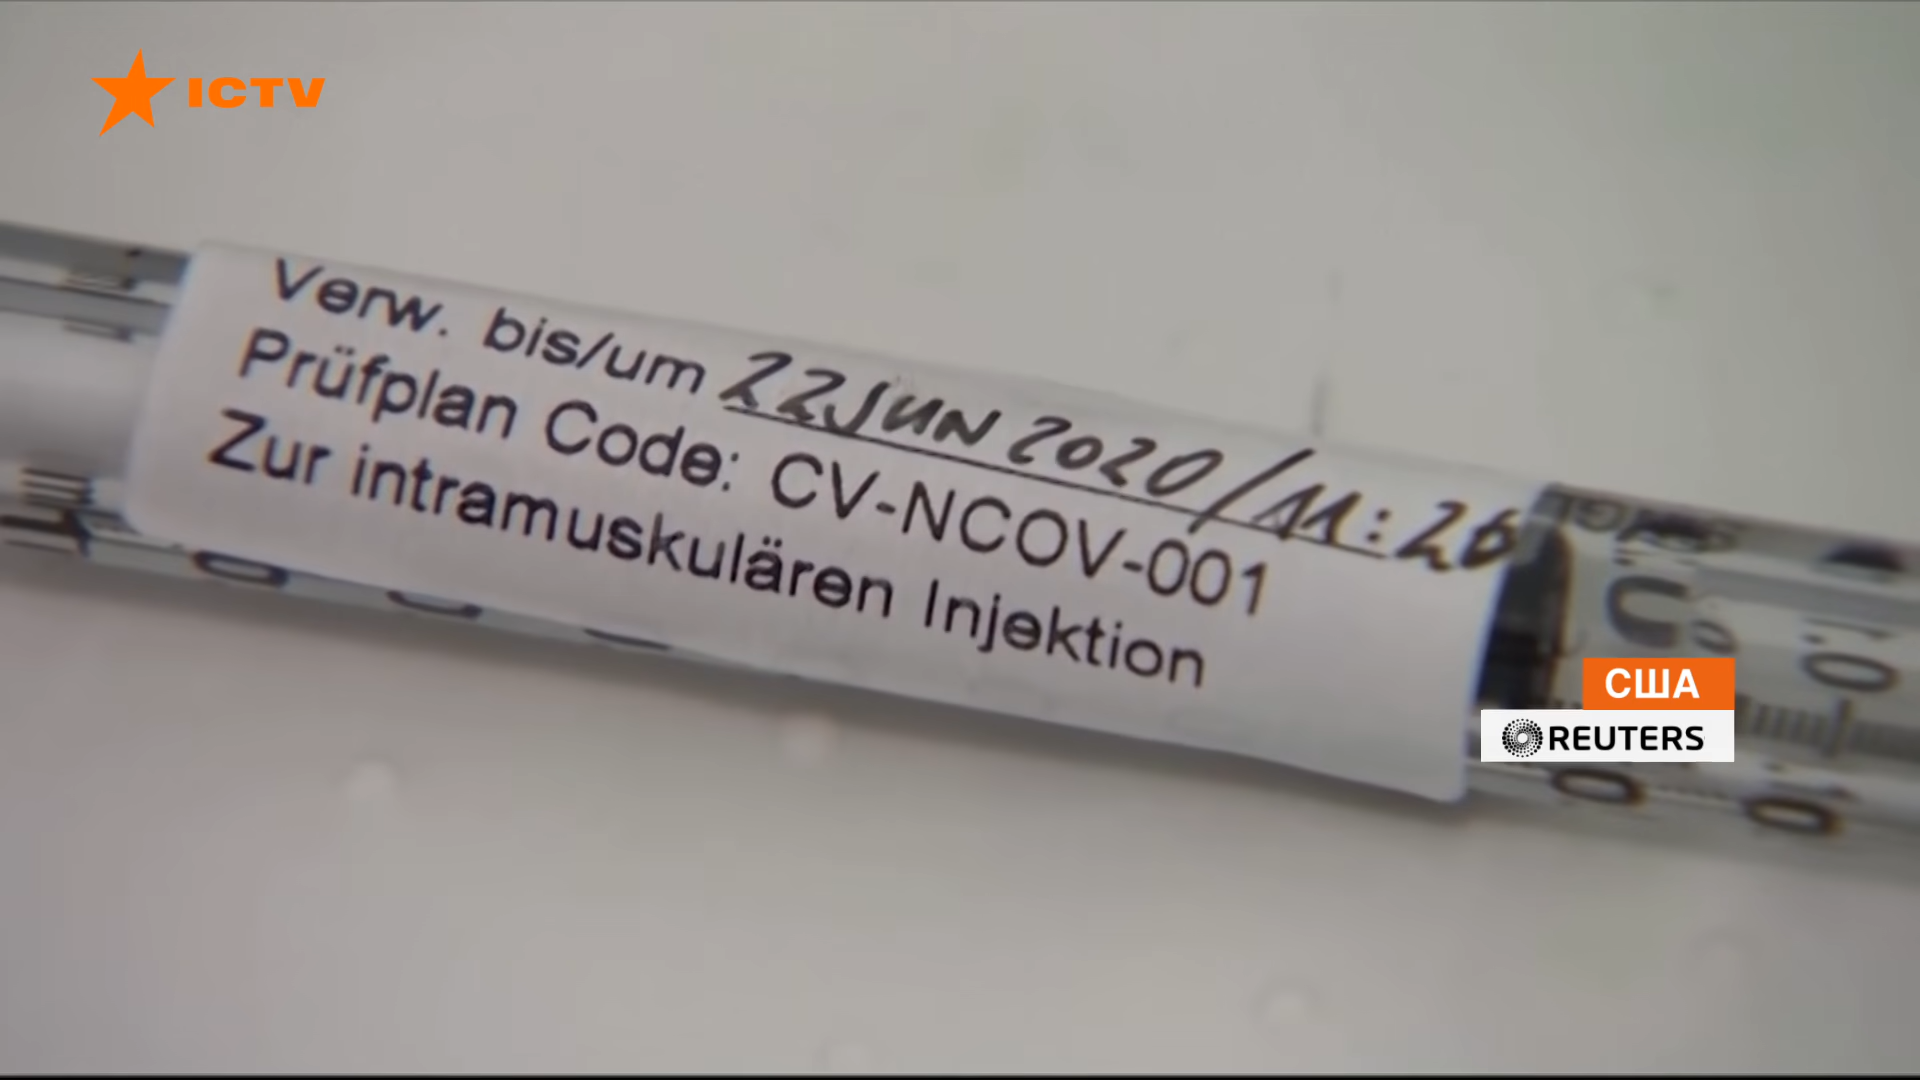 ICTV
Verw. bis/um 22JUN 2020/11:26
Prüfplan Code: CV-NCOV-001
Zur intramuskulären Injektion
США
REUTERS